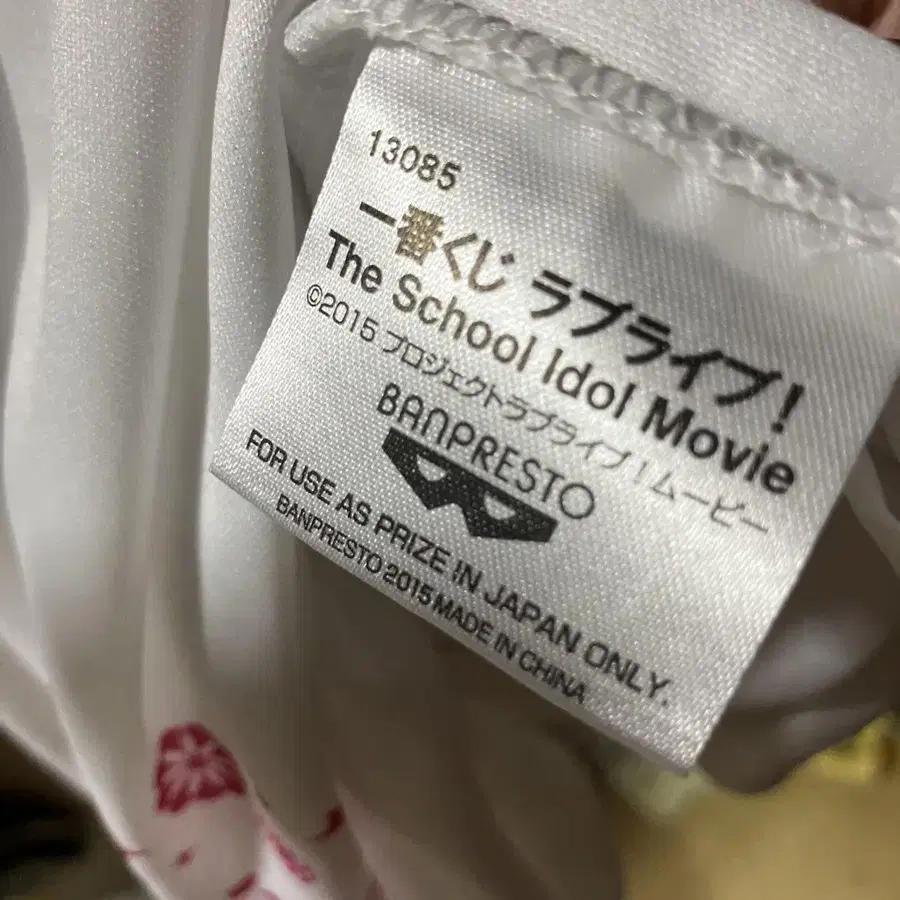 13085
一番くじ ラブライブ!
The School Idol Movie
©2015 プロジェクトラブライブ!ムービー
BANPRESTO
FOR USE AS PRIZE IN JAPAN ONLY.
BANPRESTO 2015 MADE IN CHINA